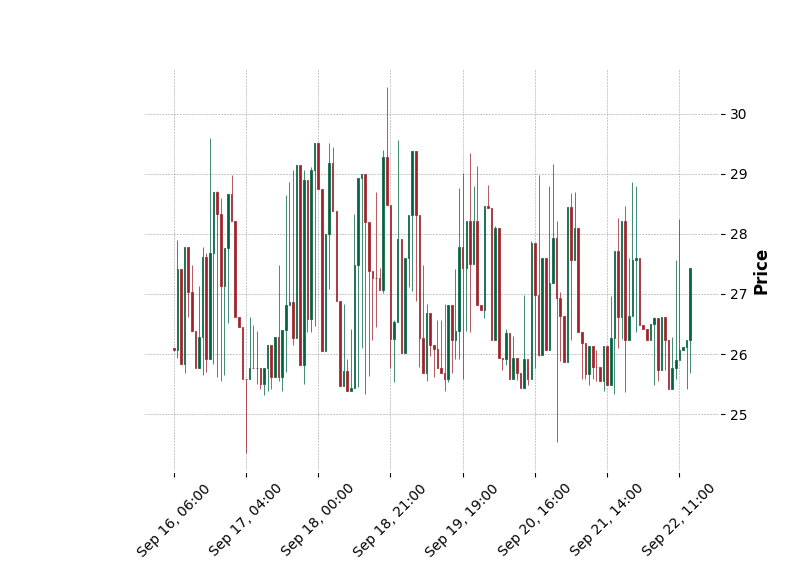 30
29
28
27
26
25
Price
Sep 16, 06:00
Sep 17, 04:00
Sep 18, 00:00
Sep 18, 21:00
Sep 19, 19:00
Sep 20, 16:00
Sep 21, 14:00
Sep 22, 11:00